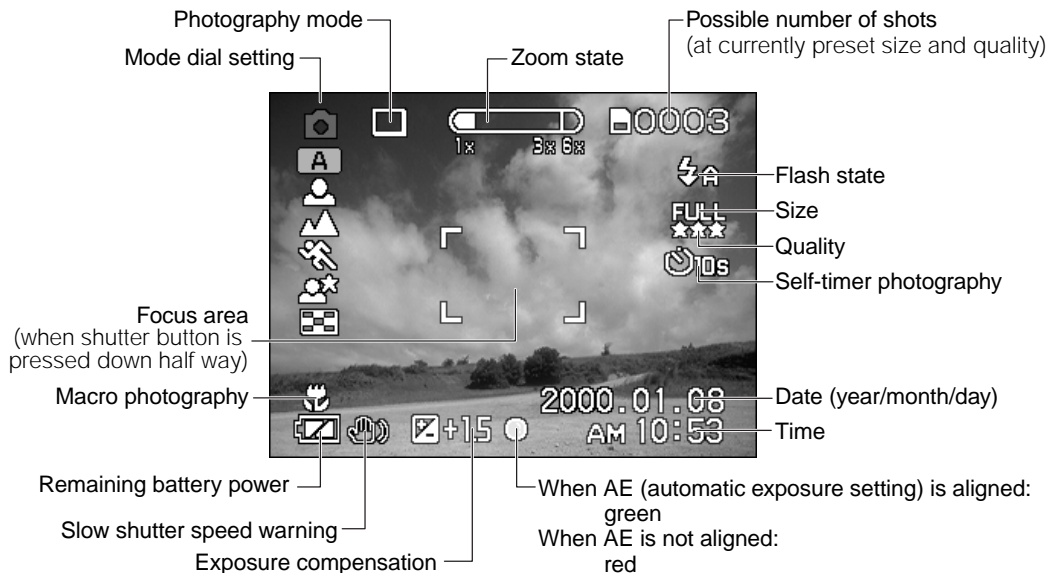 Photography mode
Mode dial setting
Zoom state
Possible number of shots
(at currently preset size and quality)
1x 3x 6x
0003
A
A
Flash state
FULL
Size
Quality
10s
Self-timer photography
Focus area
(when shutter button is
pressed down half way)
Macro photography
2000.01.08
Date (year/month/day)
+1.5
AM 10:53
Time
Remaining battery power
Slow shutter speed warning
Exposure compensation
When AE (automatic exposure setting) is aligned:
green
When AE is not aligned:
red